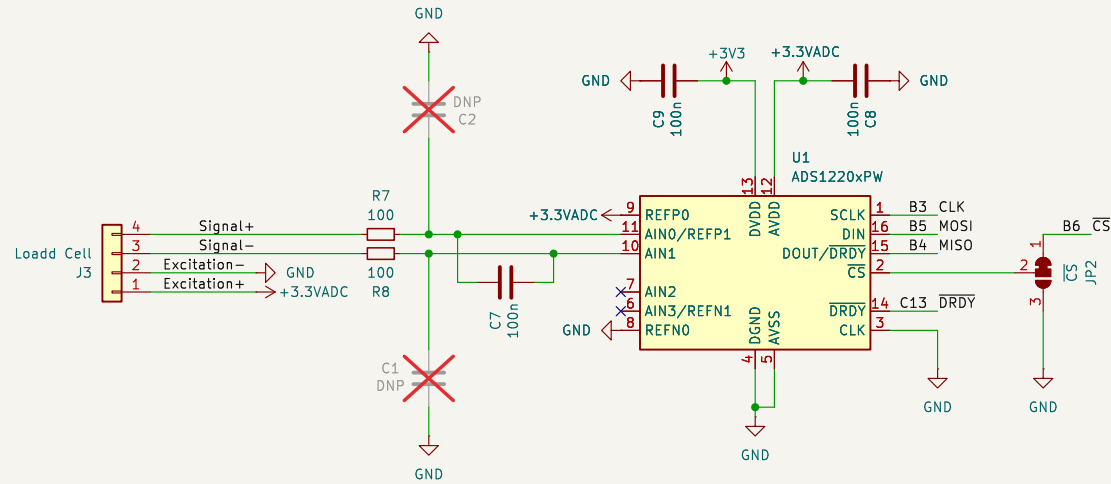 GND
DNP
C2
GND
C9
100n
+3V3
+3.3VADC
100n
C8
GND
U1
ADS1220xPW
13
12
DVDD
AVDD
R7
100
Loadd Cell
J3
4
3
2
1
Signal+
Signal-
Excitation-
Excitation+
GND
+3.3VADC
100
R8
C7
100n
+3.3VADC
9
REFP0
11
AIN0/REFP1
10
AIN1
7
AIN2
6
AIN3/REFN1
GND
8
REFN0
SCLK
1
B3
CLK
DIN
16
B5
MOSI
DOUT/DRDY
15
B4
MISO
CS
2
DRDY
14
C13
DRDY
CLK
3
DGND
AVSS
4
5
GND
GND
B6
CS
1
2
3
CS
JP2
GND
C1
DNP
GND